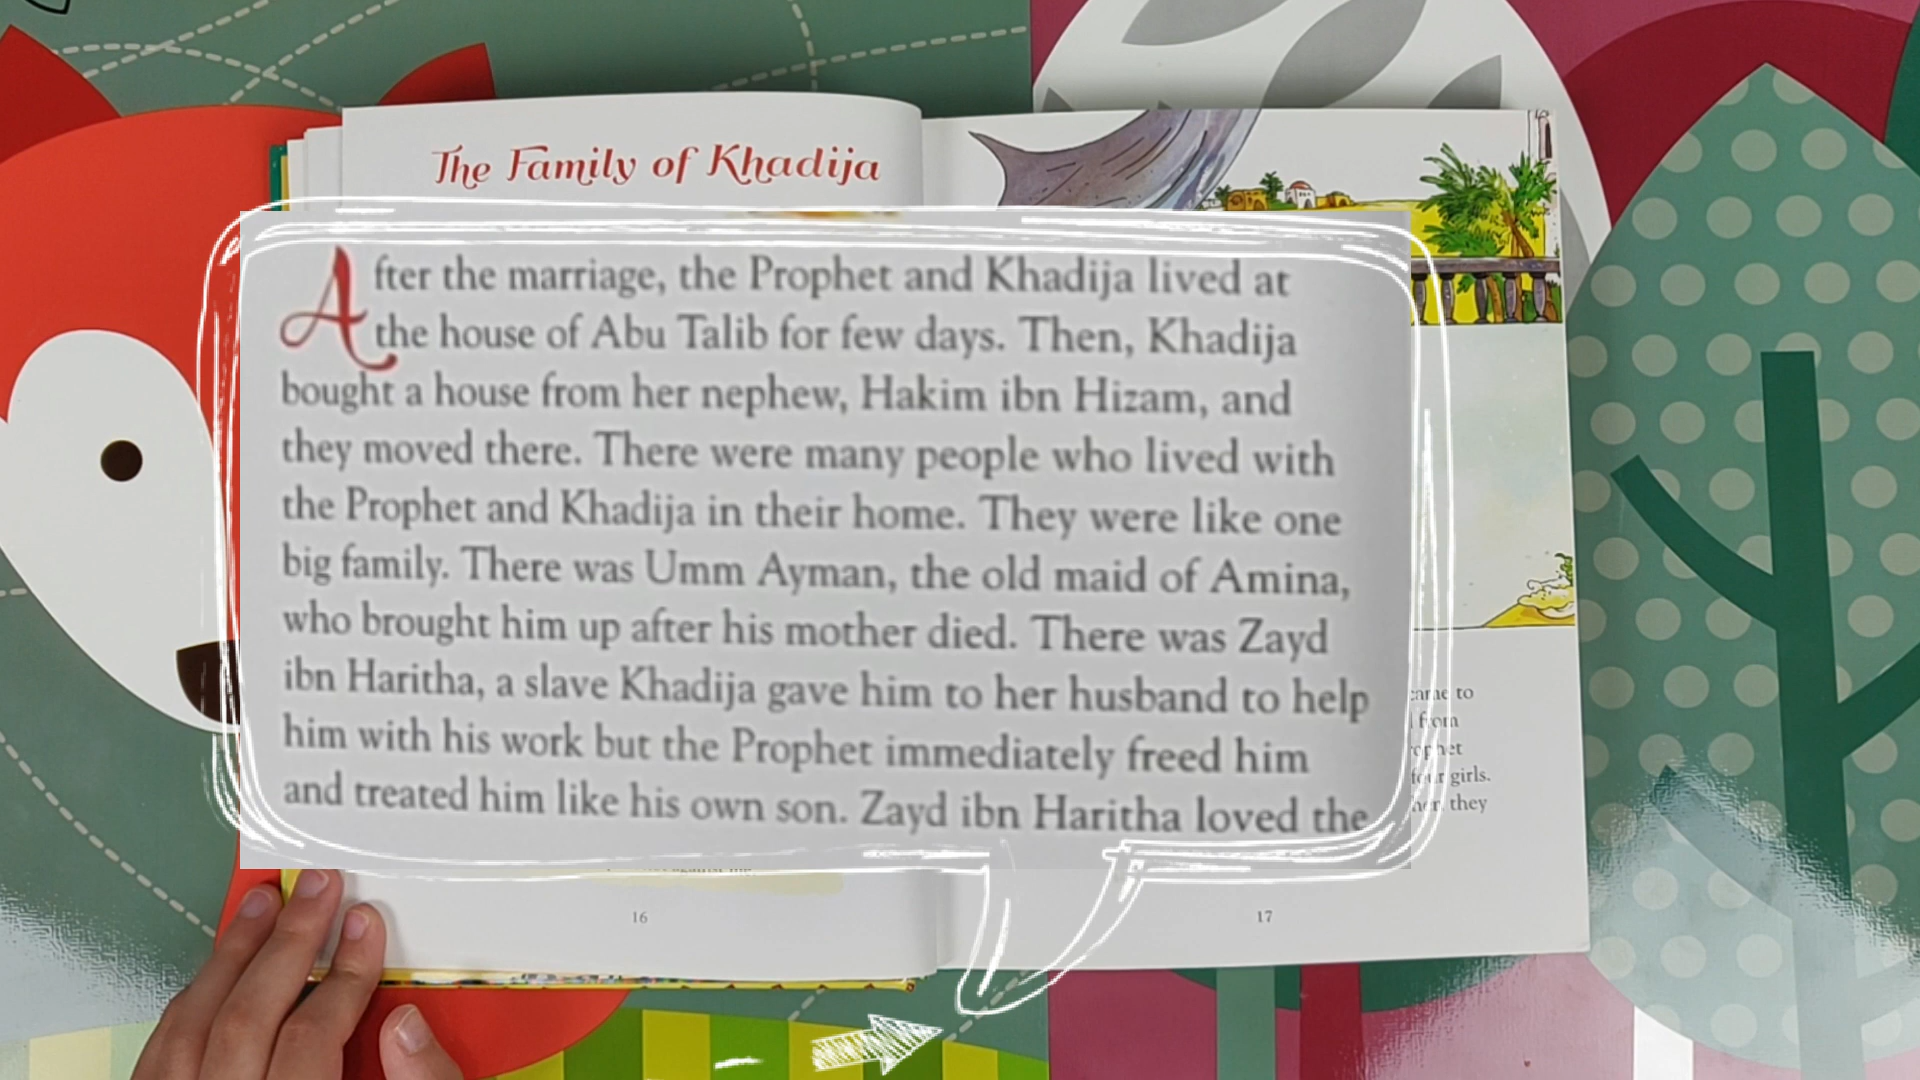 The Family of Khadija
After the marriage, the Prophet and Khadija lived at
the house of Abu Talib for few days. Then, Khadija
bought a house from her nephew, Hakim ibn Hizam, and
they moved there. There were many people who lived with
the Prophet and Khadija in their home. They were like one
big family. There was Umm Ayman, the old maid of Amina,
who brought him up after his mother died. There was Zayd
ibn Haritha, a slave Khadija gave him to her husband to help
him with his work but the Prophet immediately freed him
and treated him like his own son. Zayd ibn Haritha loved the
16
came to
from
girls.
they
17